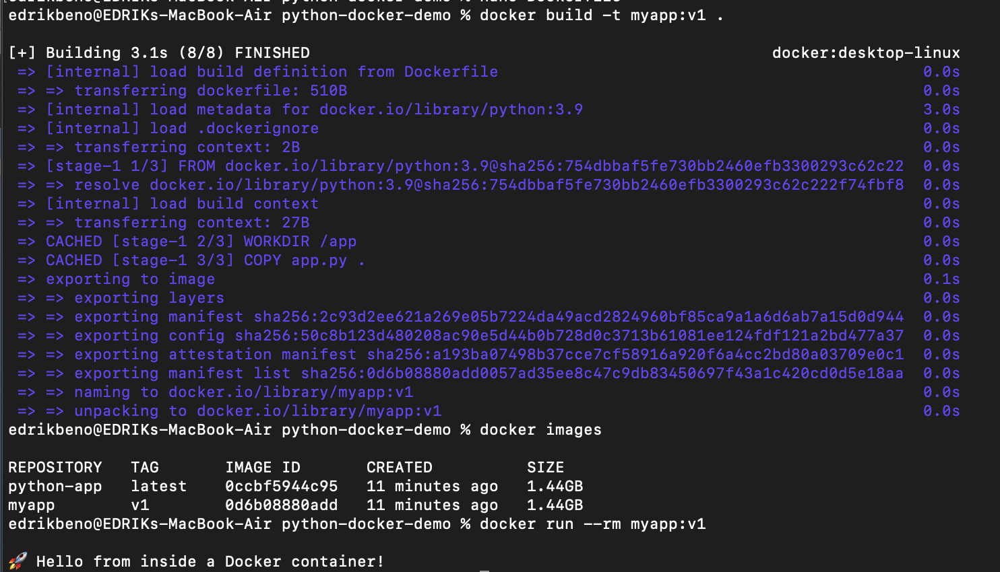 edrikbeno@EDRIKs-MacBook-Air python-docker-demo % docker build -t myapp:v1 .
[+] Building 3.1s (8/8) FINISHED docker:desktop-linux
=> [internal] load build definition from Dockerfile 0.0s
=> => transferring dockerfile: 510B 0.0s
=> [internal] load metadata for docker.io/library/python:3.9 3.0s
=> [internal] load .dockerignore 0.0s
=> => transferring context: 2B 0.0s
=> [stage-1 1/3] FROM docker.io/library/python:3.9@sha256:754dbbaf5fe730bb2460efb3300293c62c22 0.0s
=> => resolve docker.io/library/python:3.9@sha256:754dbbaf5fe730bb2460efb3300293c62c222f74fbf8 0.0s
=> [internal] load build context 0.0s
=> => transferring context: 27B 0.0s
=> CACHED [stage-1 2/3] WORKDIR /app 0.0s
=> CACHED [stage-1 3/3] COPY app.py . 0.0s
=> exporting to image 0.1s
=> => exporting layers 0.0s
=> => exporting manifest sha256:2c93d2ee621a269e05b7224da49acd2824960bf85ca9a1a6d6ab7a15d0d944 0.0s
=> => exporting config sha256:50c8b123d480208ac90e5d44b0b728d0c3713b61081ee124fdf121a2bd477a37 0.0s
=> => exporting attestation manifest sha256:a193ba07498b37cce7cf58916a920f6a4cc2bd80a03709e0c1 0.0s
=> => exporting manifest list sha256:0d6b08880add0057ad35ee8c47c9db83450697f43a1c420cd0d5e18aa 0.0s
=> => naming to docker.io/library/myapp:v1 0.0s
=> => unpacking to docker.io/library/myapp:v1 0.0s
edrikbeno@EDRIKs-MacBook-Air python-docker-demo % docker images
REPOSITORY TAG IMAGE ID CREATED SIZE
python-app latest 0ccbf5944c95 11 minutes ago 1.44GB
myapp v1 0d6b08880add 11 minutes ago 1.44GB
edrikbeno@EDRIKs-MacBook-Air python-docker-demo % docker run --rm myapp:v1
🚀 Hello from inside a Docker container!